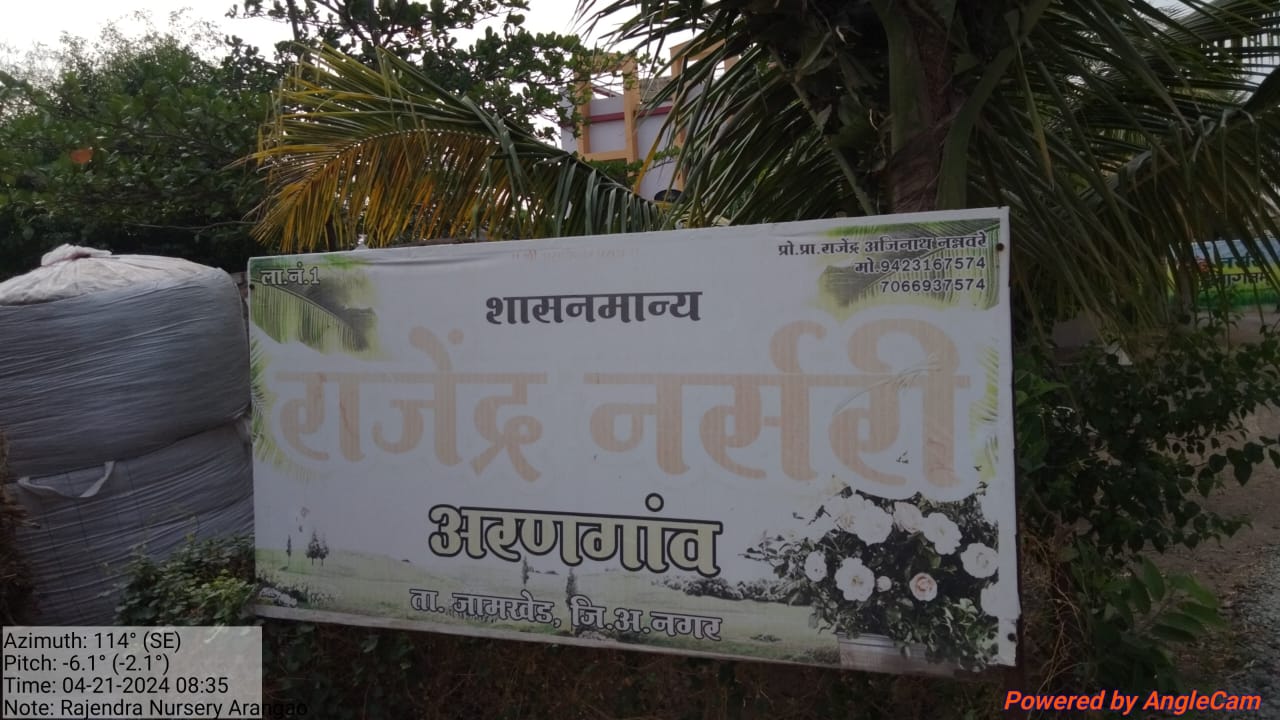 ला.नं.1
प्रो.प्रा.राजेंद्र अजिनाथ नन्नवरे
मो.9423167574
7066937574
शासनमान्य
राजेंद्र नर्सरी
अरणगांव
ता. जामखेड, जि.अ.नगर
Azimuth: 114° (SE)
Pitch: -6.1° (-2.1°)
Time: 04-21-2024 08:35
Note: Rajendra Nursery Arangao
Powered by AngleCam